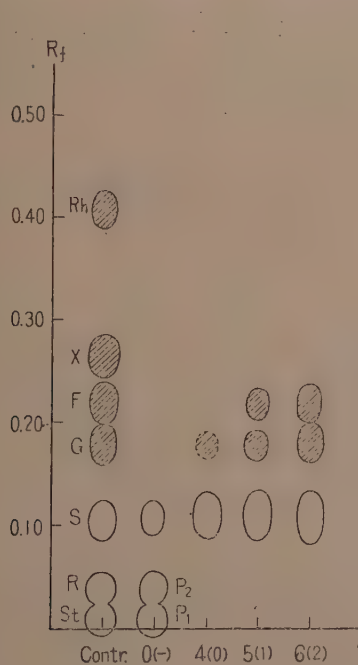 Rf
0.50
Rh
0.40
0.30
X
F
0.20
G
S
0.10
R
P2
St
P1
Contr. 0(-) 4(0) 5(1) 6(2)